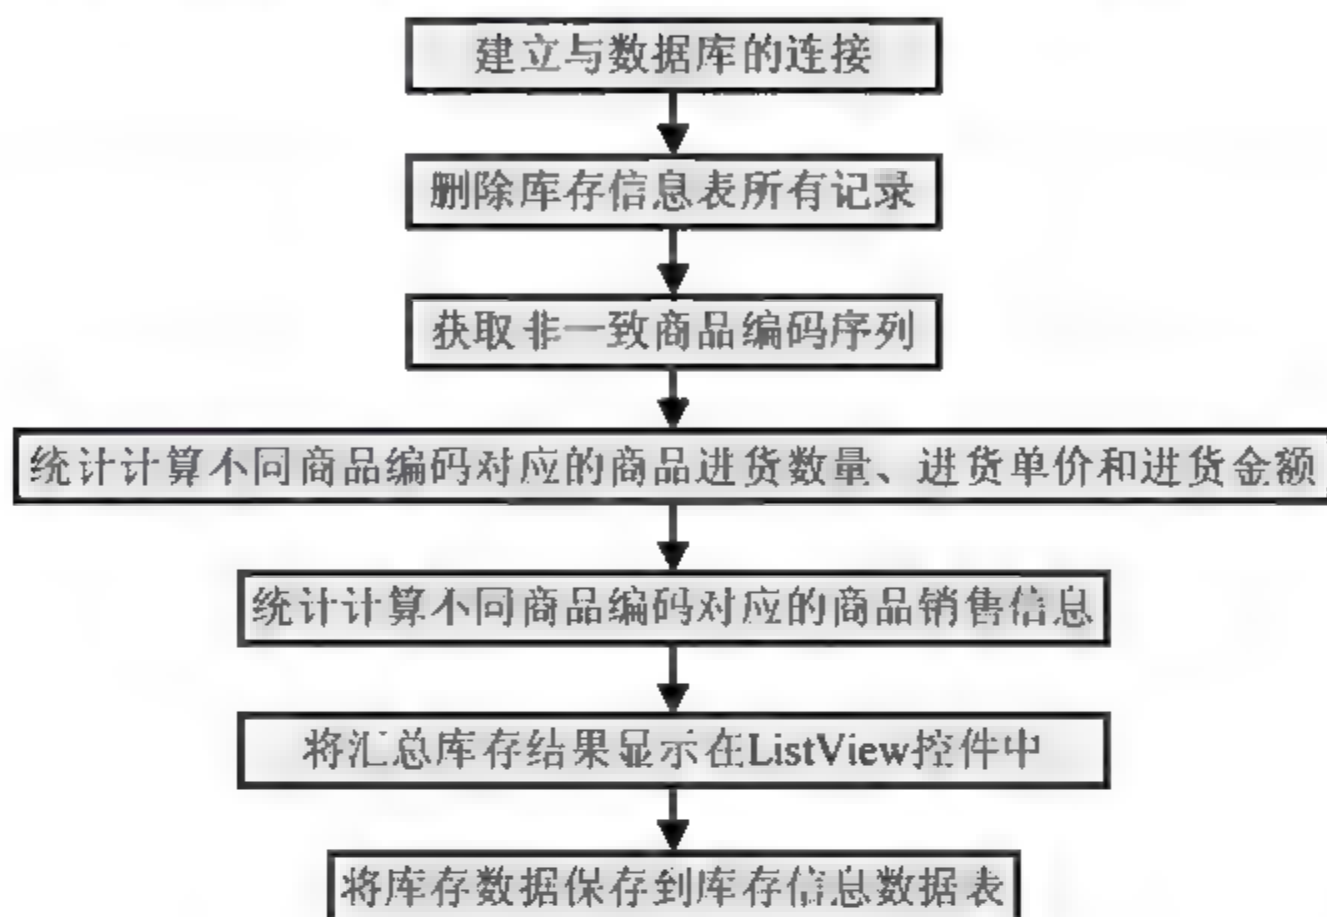 建立与数据库的连接
删除库存信息表所有记录
获取非一致商品编码序列
统计计算不同商品编码对应的商品进货数量、进货单价和进货金额
统计计算不同商品编码对应的商品销售信息
将汇总库存结果显示在ListView控件中
将库存数据保存到库存信息数据表